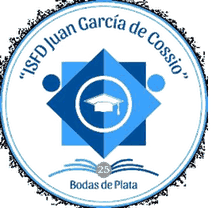 "ISFD Juan García de Cossio"
25
Bodas de Plata